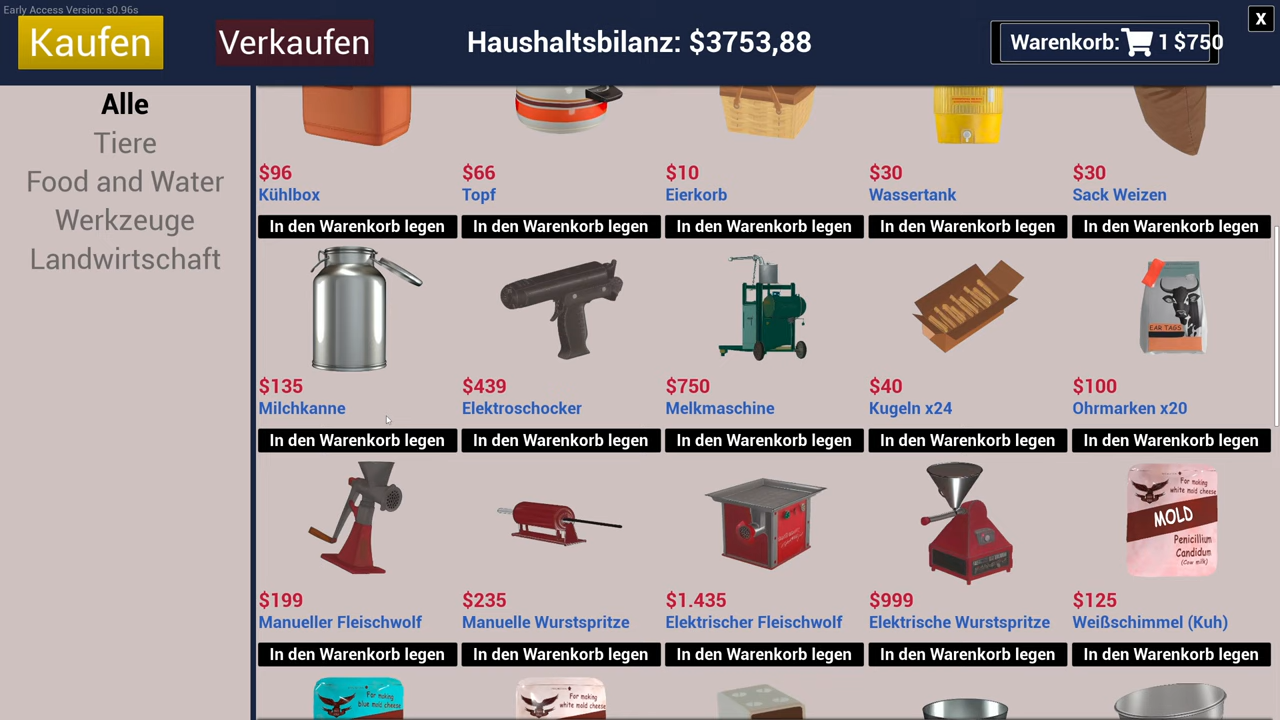 Early Access Version: s0.96s
Kaufen
Verkaufen
Haushaltsbilanz: $3753,88
Warenkorb: 1 $750
X
Alle
Tiere
Food and Water
Werkzeuge
Landwirtschaft
$96
Kühlbox
In den Warenkorb legen
$66
Topf
In den Warenkorb legen
$10
Eierkorb
In den Warenkorb legen
$30
Wassertank
In den Warenkorb legen
$30
Sack Weizen
In den Warenkorb legen
$135
Milchkanne
In den Warenkorb legen
$439
Elektroschocker
In den Warenkorb legen
$750
Melkmaschine
In den Warenkorb legen
$40
Kugeln x24
In den Warenkorb legen
EAR TAGS
$100
Ohrmarken x20
In den Warenkorb legen
$199
Manueller Fleischwolf
In den Warenkorb legen
$235
Manuelle Wurstspritze
In den Warenkorb legen
$1.435
Elektrischer Fleischwolf
In den Warenkorb legen
$999
Elektrische Wurstspritze
In den Warenkorb legen
For making
white mold cheese
MOLD
Penicillium
Candidum
(Cow milk)
$125
Weißschimmel (Kuh)
In den Warenkorb legen
For making
blue mold cheese
For making
white mold cheese